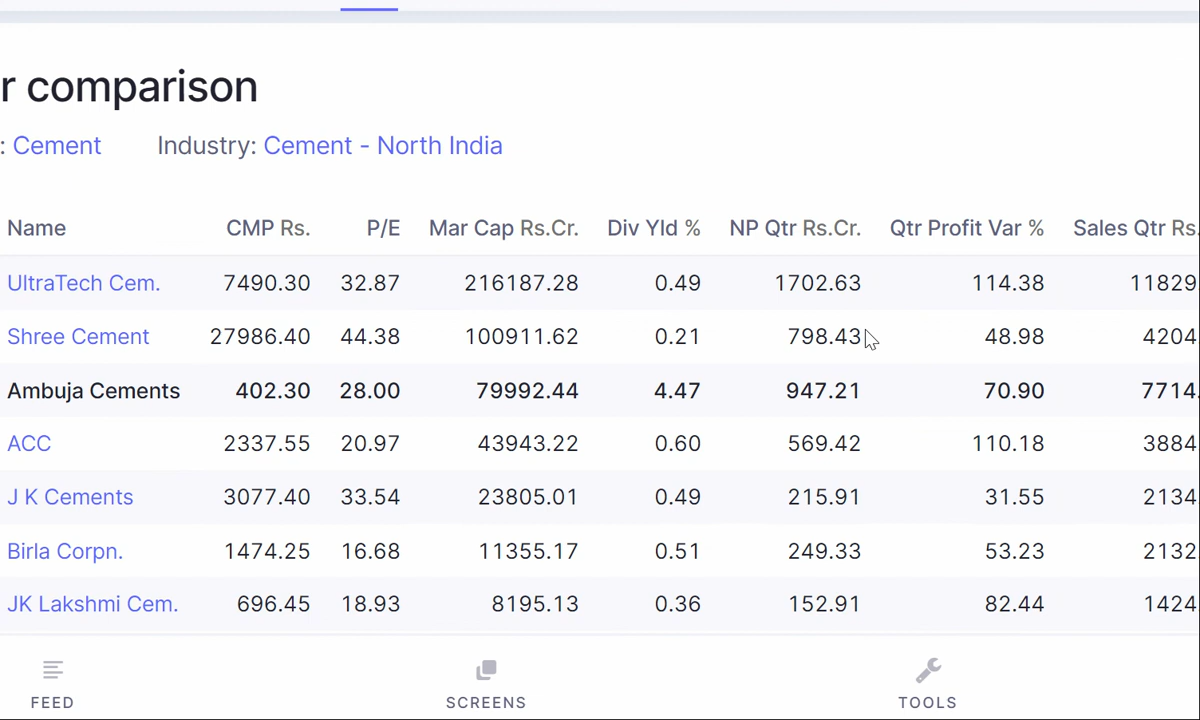 r comparison
: Cement Industry: Cement - North India
Name CMP Rs. P/E Mar Cap Rs.Cr. Div Yld % NP Qtr Rs.Cr. Qtr Profit Var % Sales Qtr Rs.
UltraTech Cem. 7490.30 32.87 216187.28 0.49 1702.63 114.38 11829
Shree Cement 27986.40 44.38 100911.62 0.21 798.43 48.98 4204
Ambuja Cements 402.30 28.00 79992.44 4.47 947.21 70.90 7714.
ACC 2337.55 20.97 43943.22 0.60 569.42 110.18 3884
J K Cements 3077.40 33.54 23805.01 0.49 215.91 31.55 2134
Birla Corpn. 1474.25 16.68 11355.17 0.51 249.33 53.23 2132
JK Lakshmi Cem. 696.45 18.93 8195.13 0.36 152.91 82.44 1424
FEED SCREENS TOOLS